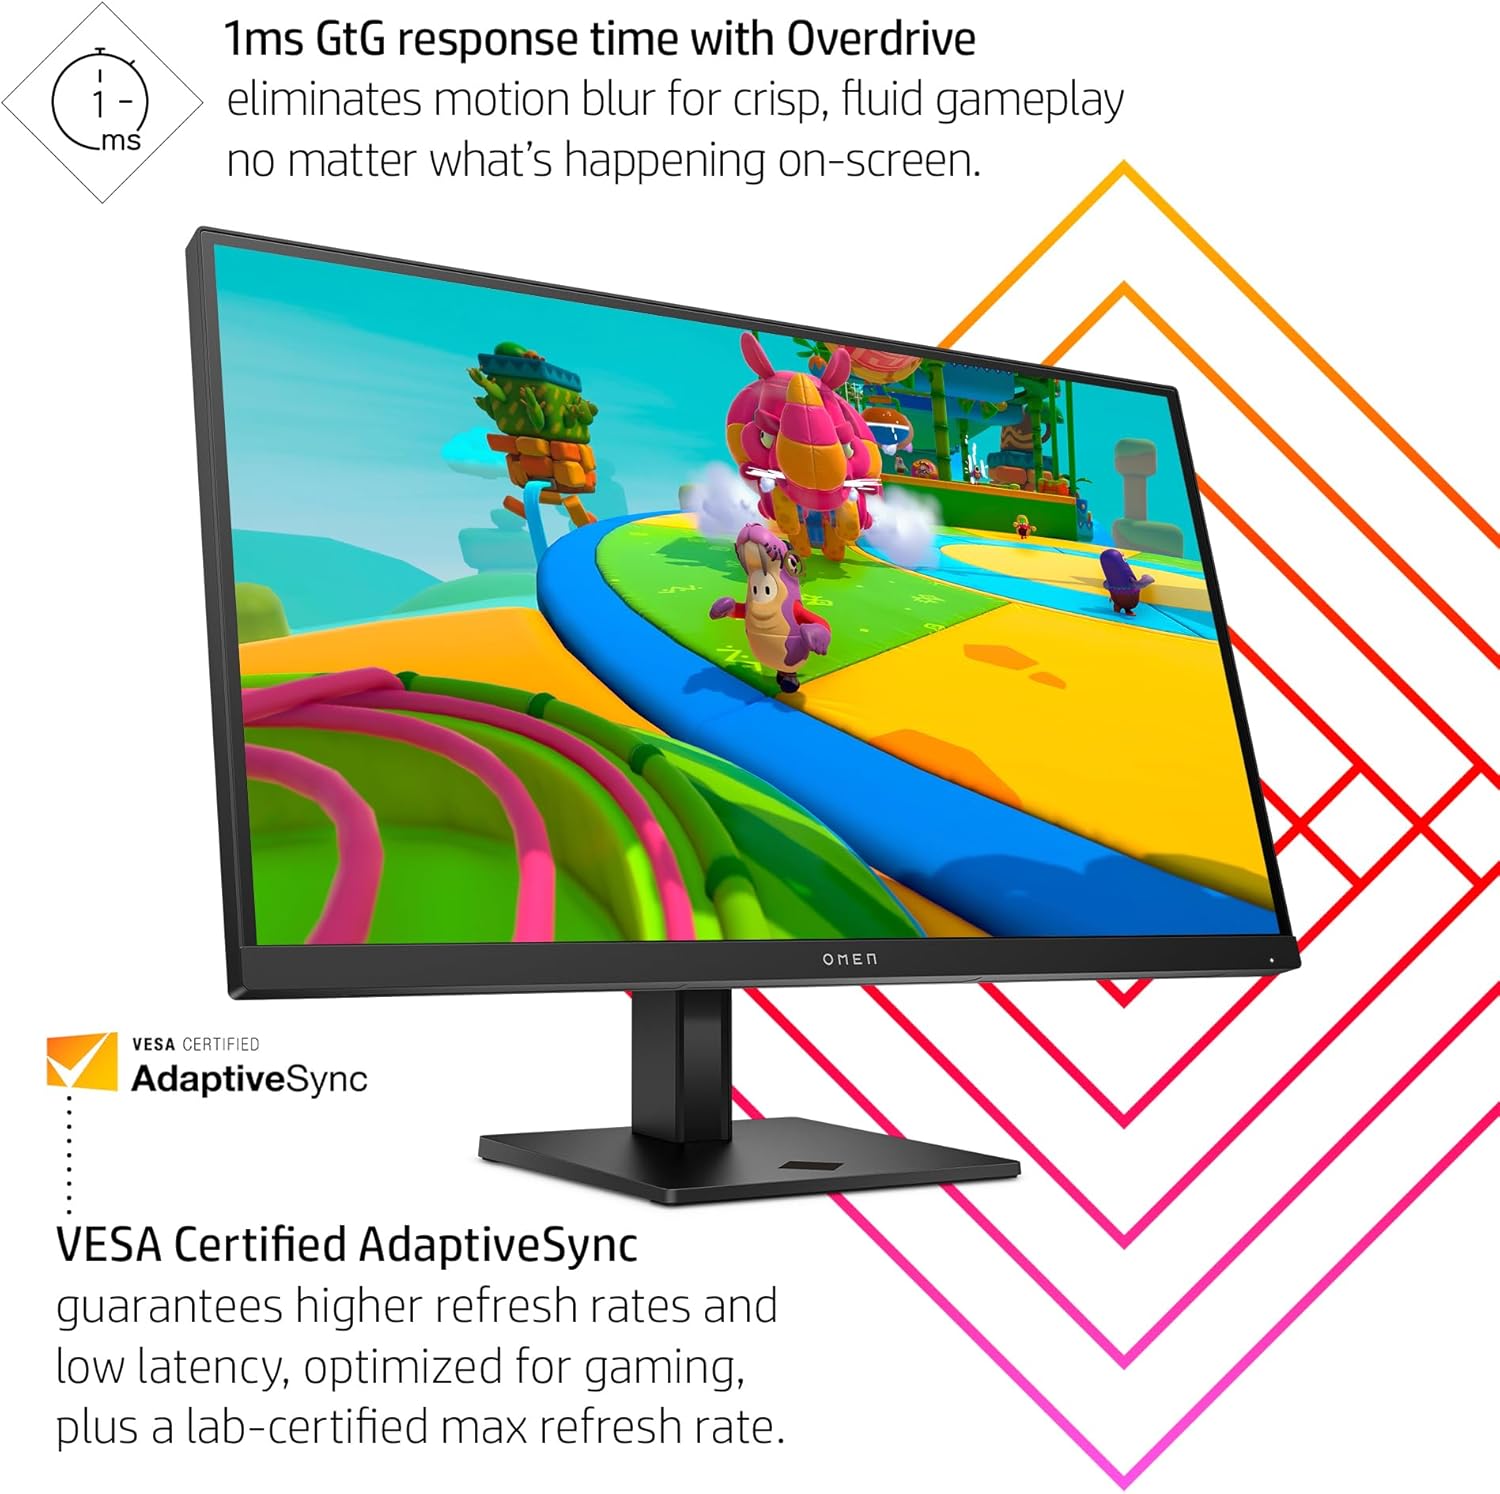 1
ms
1ms GtG response time with Overdrive
eliminates motion blur for crisp, fluid gameplay
no matter what’s happening on-screen.
OMEN
VESA CERTIFIED
AdaptiveSync
VESA Certified AdaptiveSync
guarantees higher refresh rates and
low latency, optimized for gaming,
plus a lab-certified max refresh rate.